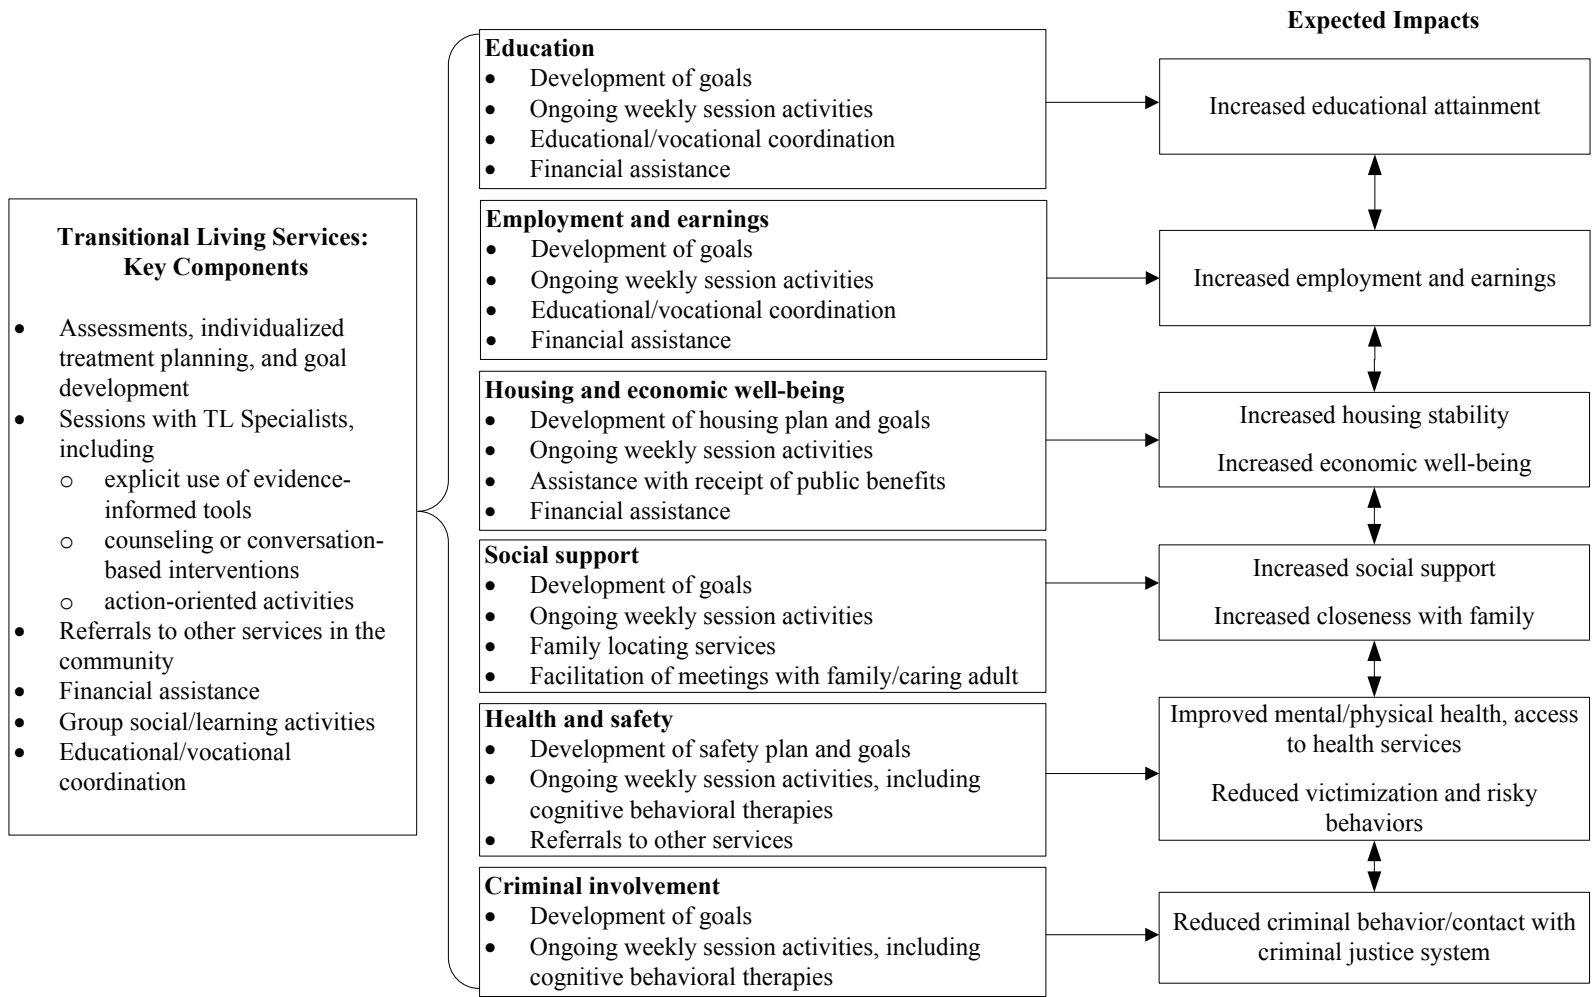 Transitional Living Services:
Key Components
• Assessments, individualized
treatment planning, and goal
development
• Sessions with TL Specialists,
including
o explicit use of evidence-
informed tools
o counseling or conversation-
based interventions
o action-oriented activities
• Referrals to other services in the
community
• Financial assistance
• Group social/learning activities
• Educational/vocational
coordination
Education
• Development of goals
• Ongoing weekly session activities
• Educational/vocational coordination
• Financial assistance
Employment and earnings
• Development of goals
• Ongoing weekly session activities
• Educational/vocational coordination
• Financial assistance
Housing and economic well-being
• Development of housing plan and goals
• Ongoing weekly session activities
• Assistance with receipt of public benefits
• Financial assistance
Social support
• Development of goals
• Ongoing weekly session activities
• Family locating services
• Facilitation of meetings with family/caring adult
Health and safety
• Development of safety plan and goals
• Ongoing weekly session activities, including
cognitive behavioral therapies
• Referrals to other services
Criminal involvement
• Development of goals
• Ongoing weekly session activities, including
cognitive behavioral therapies
Expected Impacts
Increased educational attainment
Increased employment and earnings
Increased housing stability
Increased economic well-being
Increased social support
Increased closeness with family
Improved mental/physical health, access
to health services
Reduced victimization and risky
behaviors
Reduced criminal behavior/contact with
criminal justice system